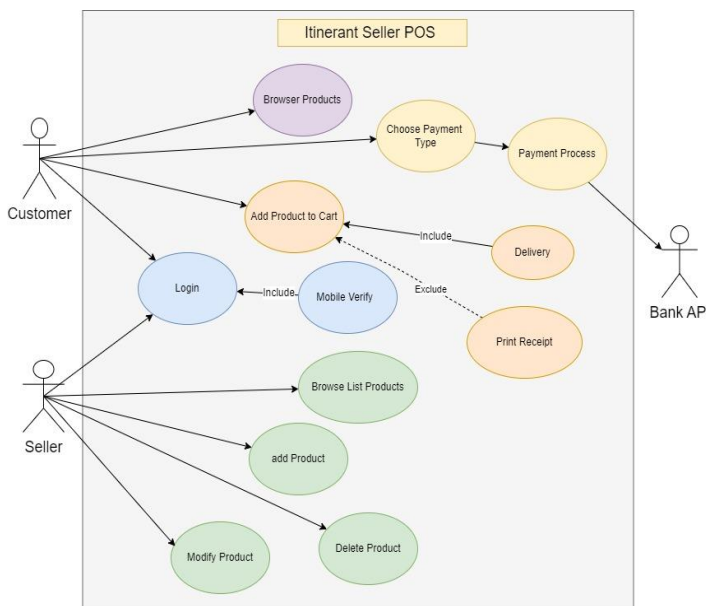 Itinerant Seller POS
Browser Products
Choose Payment
Type
Payment Process
Customer
Add Product to Cart
Include
Delivery
Login
Include
Mobile Verify
Exclude
Bank AP
Print Receipt
Browse List Products
Seller
add Product
Modify Product
Delete Product